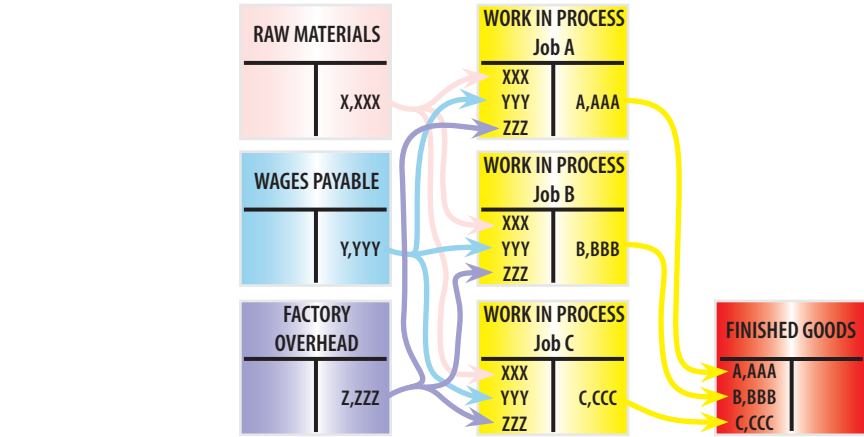 RAW MATERIALS
X,XXX
WAGES PAYABLE
Y,YYY
FACTORY
OVERHEAD
Z,ZZZ
WORK IN PROCESS
Job A
XXX
YYY
ZZZ
A,AAA
WORK IN PROCESS
Job B
XXX
YYY
ZZZ
B,BBB
WORK IN PROCESS
Job C
XXX
YYY
ZZZ
C,CCC
FINISHED GOODS
A,AAA
B,BBB
C,CCC